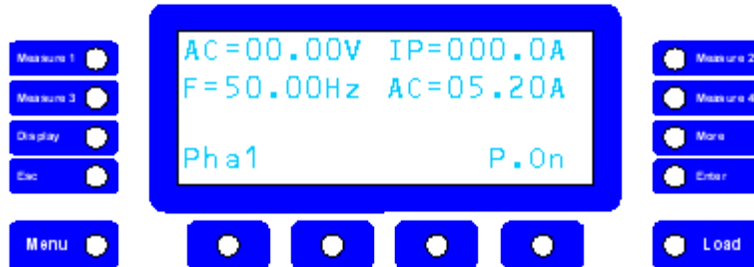 Measure 1
Measure 3
Display
Esc
Menu
AC=00.00V IP=000.0A
F=50.00Hz AC=05.20A
Pha1 P.On
Measure 2
Measure 4
More
Enter
Load